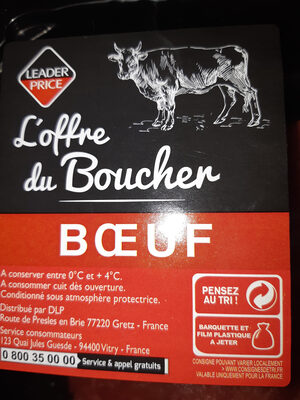 LEADER
PRICE
L'offre
du Boucher
BŒUF
A conserver entre 0°C et + 4°C.
A consommer cuit dès ouverture.
Conditionné sous atmosphère protectrice.
Distribué par DLP
Route de Presles en Brie 77220 Gretz - France
Service consommateurs
123 Quai Jules Guesde - 94400 Vitry - France
0 800 35 00 00 Service & appel gratuits
PENSEZ
AU TRI !
BARQUETTE ET
FILM PLASTIQUE
A JETER
CONSIGNE POUVANT VARIER LOCALEMENT
> WWW.CONSIGNESDETRI.FR
VALABLE UNIQUEMENT POUR LA FRANCE